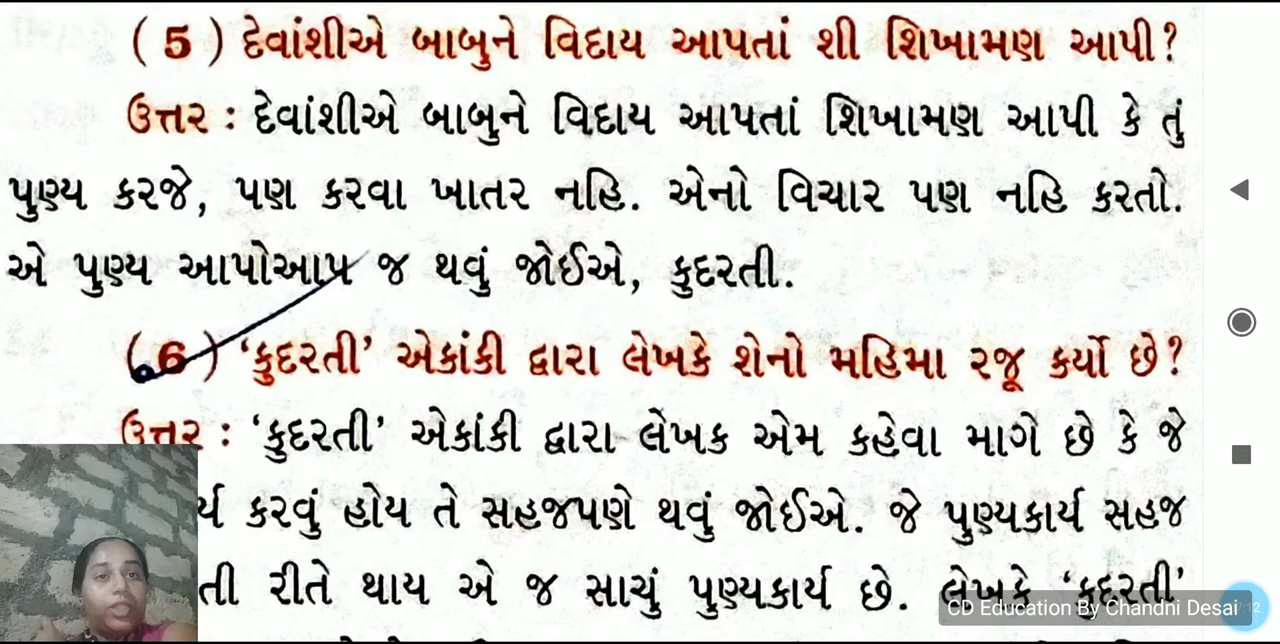 ( 5 ) દેવાંશીએ બાબુને વિદાય આપતાં શી શિખામણ આપી?
ઉત્તર : દેવાંશીએ બાબુને વિદાય આપતાં શિખામણ આપી કે તું
પુણ્ય કરજે, પણ કરવા ખાતર નહિ. એનો વિચાર પણ નહિ કરતો.
એ પુણ્ય આપોઆપ જ થવું જોઈએ, કુદરતી.
( 6 ) ‘કુદરતી’ એકાંકી દ્વારા લેખકે શેનો મહિમા રજૂ કર્યો છે?
ઉત્તર : ‘કુદરતી’ એકાંકી દ્વારા લેખક એમ કહેવા માગે છે કે જે
ર્ય કરવું હોય તે સહજપણે થવું જોઈએ. જે પુણ્યકાર્ય સહજ
તી રીતે થાય એ જ સાચું પુણ્યકાર્ય છે. લેખકે ‘કુદરતી’
CD Education By Chandni Desai